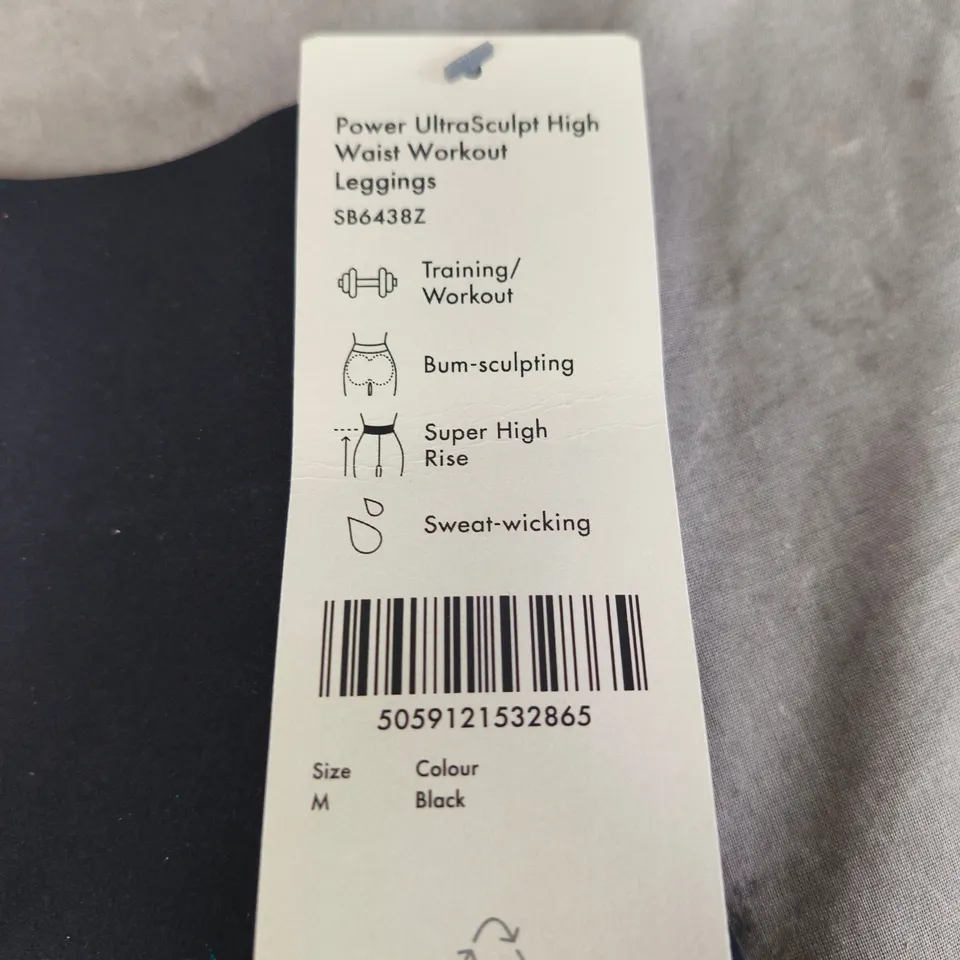 Power UltraSculpt High
Waist Workout
Leggings
SB6438Z
Training/
Workout
Bum-sculpting
Super High
Rise
Sweat-wicking
5059121532865
Size Colour
M Black